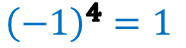 (−1)⁴ = 1